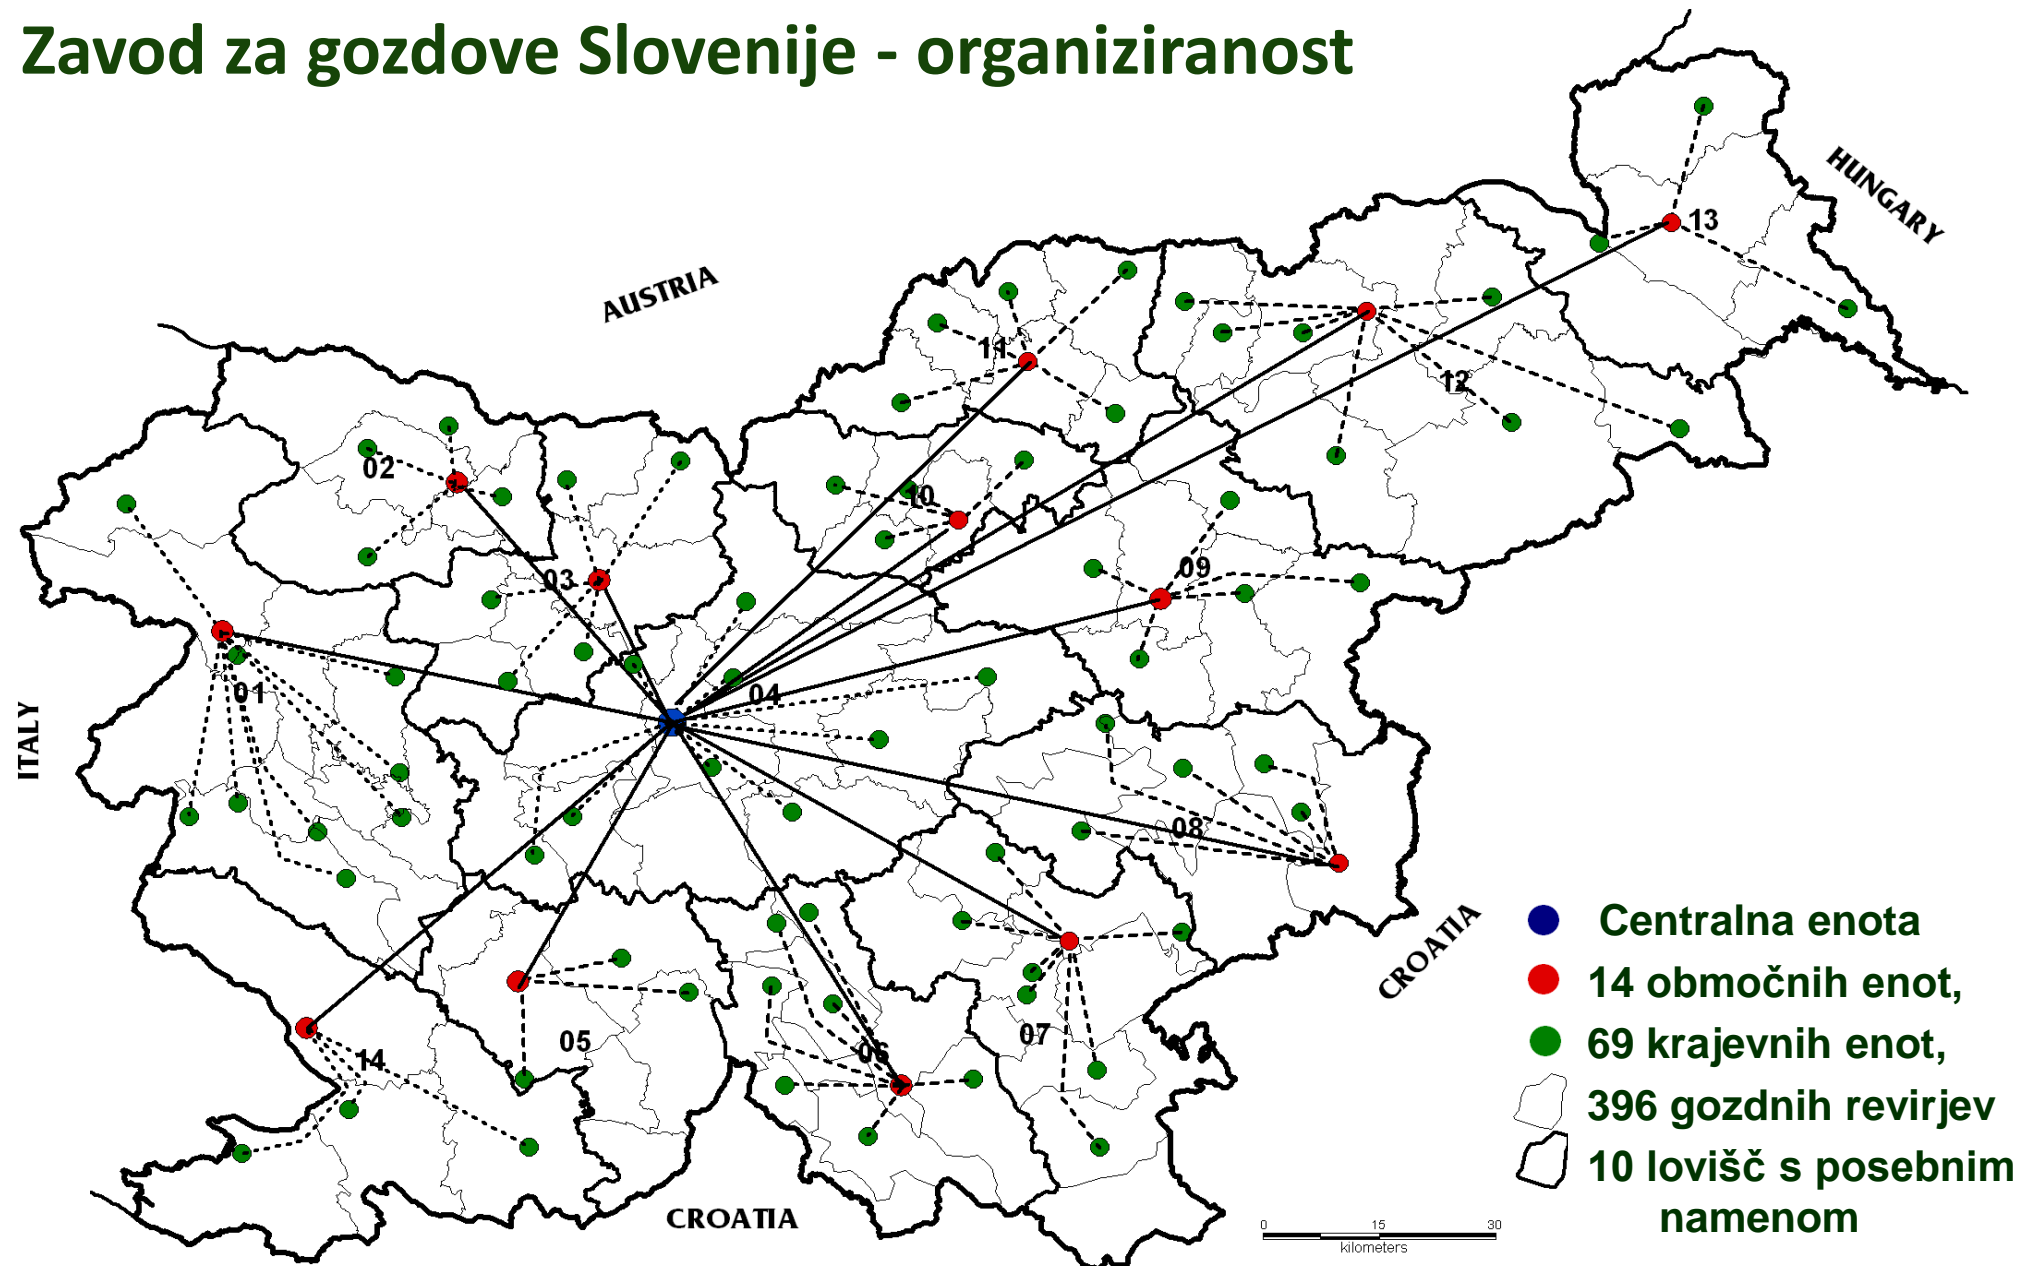 Zavod za gozdove Slovenije - organiziranost
HUNGARY
13
AUSTRIA
11
12
02
10
09
03
01
04
ITALY
08
CROATIA
07
05
06
14
CROATIA
Centralna enota
14 območnih enot,
69 krajevnih enot,
396 gozdnih revirjev
10 lovišč s posebnim
namenom
0 15 30
kilometers